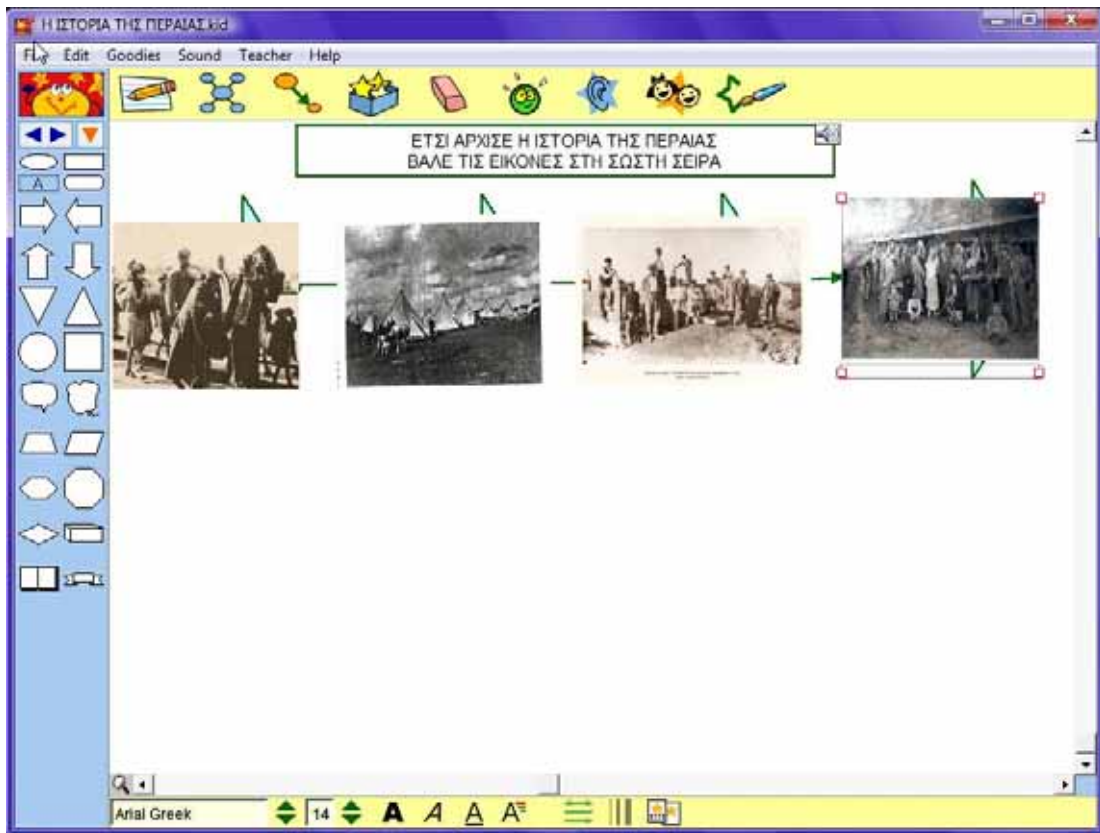 Η ΙΣΤΟΡΙΑ ΤΗΣ ΠΕΡΑΙΑΣ.kid
Edit Goodies Sound Teacher Help
ΕΤΣΙ ΑΡΧΙΣΕ Η ΙΣΤΟΡΙΑ ΤΗΣ ΠΕΡΑΙΑΣ
ΒΑΛΕ ΤΙΣ ΕΙΚΟΝΕΣ ΣΤΗ ΣΩΣΤΗ ΣΕΙΡΑ
A
Arial Greek 14 A A A A